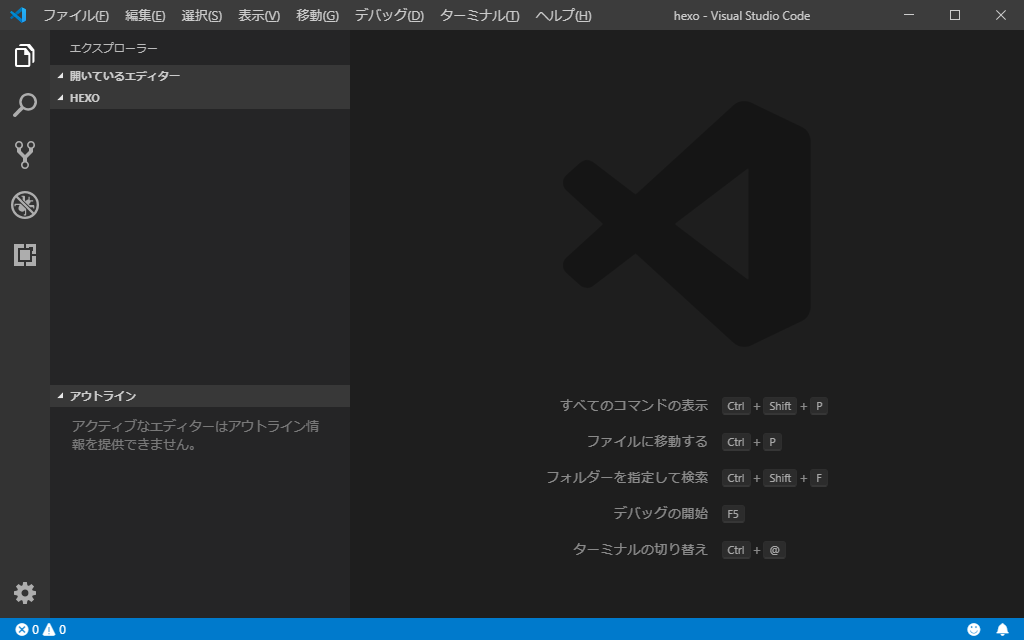 ファイル(F) 編集(E) 選択(S) 表示(V) 移動(G) デバッグ(D) ターミナル(T) ヘルプ(H) hexo - Visual Studio Code
エクスプローラー
開いているエディター
HEXO
アウトライン
アクティブなエディターはアウトライン情
報を提供できません。
すべてのコマンドの表示 Ctrl + Shift + P
ファイルに移動する Ctrl + P
フォルダーを指定して検索 Ctrl + Shift + F
デバッグの開始 F5
ターミナルの切り替え Ctrl + @
0 0